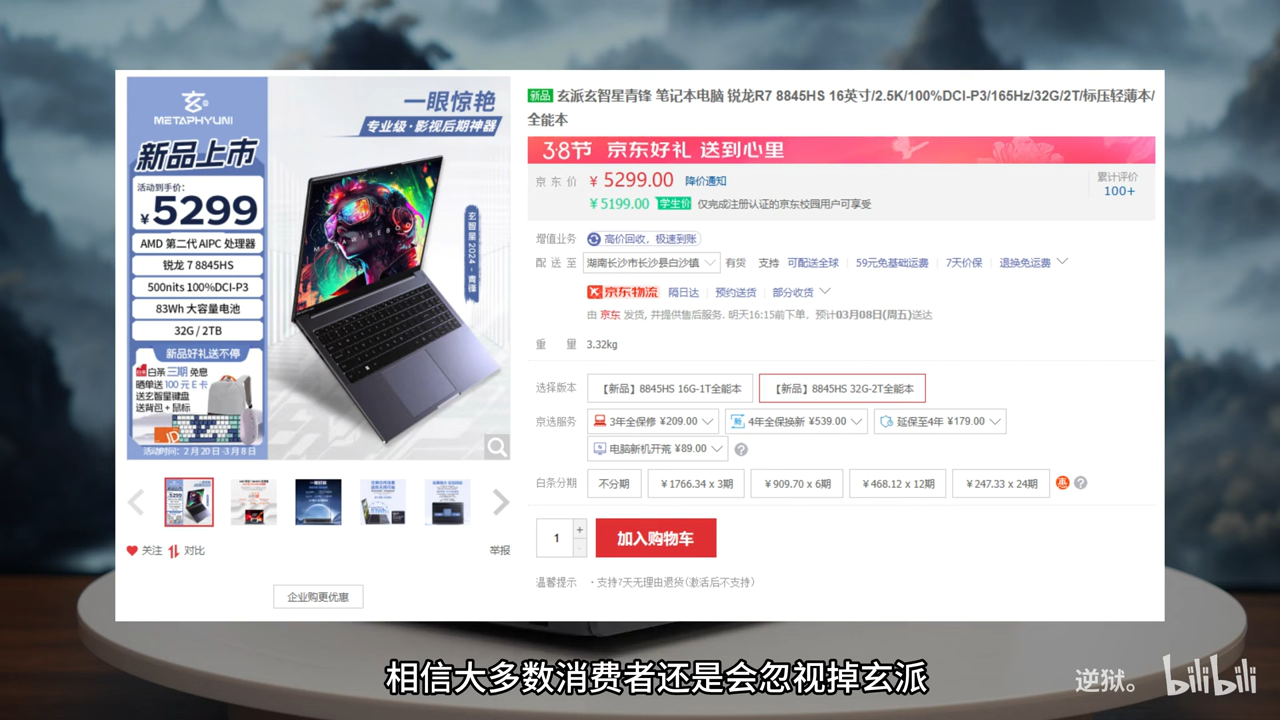 玄
METAPHYUNI
新品上市
活动到手价：
¥5299
AMD 第二代AIPC 处理器
锐龙 7 8845HS
500nits 100%DCI-P3
83Wh 大容量电池
32G / 2TB
新品好礼送不停
白条 三期 免息
晒单送 100 元 E 卡
送玄智星键盘
送背包 + 鼠标
JD
活动时间：2 月 20 日 -3 月 8 日
一眼惊艳
专业级·影视后期神器
玄智星 2024 - 青锋
关注 对比
举报
企业购更优惠
新品 玄派玄智星青锋 笔记本电脑 锐龙R7 8845HS 16英寸/2.5K/100%DCI-P3/165Hz/32G/2T/标压轻薄本/
全能本
38节 京东好礼 送到心里
京东价 ¥ 5299.00 降价通知
累计评价
100+
¥5199.00 学生价 仅完成注册认证的京东校园用户可享受
增值业务 高价回收，极速到账
配送至 湖南长沙市长沙县白沙镇 有货 支持 可配送全球 59元免基础运费 7天价保 退换免运费
京东物流 隔日达 预约送货 部分收货
由 京东 发货, 并提供售后服务. 明天16:15前下单，预计03月08日(周五)送达
重量 3.32kg
选择版本 【新品】8845HS 16G-1T全能本 【新品】8845HS 32G-2T全能本
京选服务 3年全保修 ¥209.00 4年全保换新 ¥539.00 延保至4年 ¥179.00
电脑新机开荒 ¥89.00
白条分期 不分期 ¥1766.34 x 3期 ¥909.70 x 6期 ¥468.12 x 12期 ¥247.33 x 24期 惠
1 + - 加入购物车
温馨提示 ·支持7天无理由退货(激活后不支持)
相信大多数消费者还是会忽视掉玄派
逆狱。 bilibili